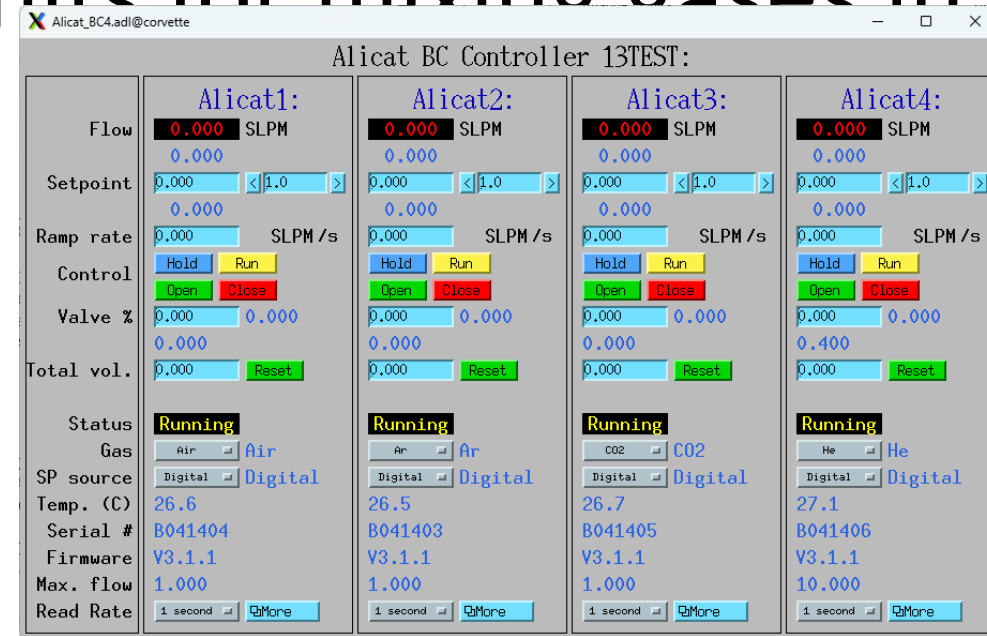 Alicat_BC4.adl@corvette
Alicat BC Controller 13TEST:
Alicat1: Alicat2: Alicat3: Alicat4:
Flow 0.000 SLPM 0.000 SLPM 0.000 SLPM 0.000 SLPM
0.000 0.000 0.000 0.000
Setpoint 0.000 < 1.0 > 0.000 < 1.0 > 0.000 < 1.0 > 0.000 < 1.0 >
0.000 0.000 0.000 0.000
Ramp rate 0.000 SLPM/s 0.000 SLPM/s 0.000 SLPM/s 0.000 SLPM/s
Control Hold Run Hold Run Hold Run Hold Run
Open Close Open Close Open Close Open Close
Valve % 0.000 0.000 0.000 0.000 0.000 0.000 0.000 0.000
0.000 0.000 0.000 0.400
Total vol. 0.000 Reset 0.000 Reset 0.000 Reset 0.000 Reset
Status Running Running Running Running
Gas Air Air Ar Ar CO2 CO2 He He
SP source Digital Digital Digital Digital Digital Digital Digital Digital
Temp. (C) 26.6 26.5 26.7 27.1
Serial # B041404 B041403 B041405 B041406
Firmware V3.1.1 V3.1.1 V3.1.1 V3.1.1
Max. flow 1.000 1.000 1.000 10.000
Read Rate 1 second More 1 second More 1 second More 1 second More